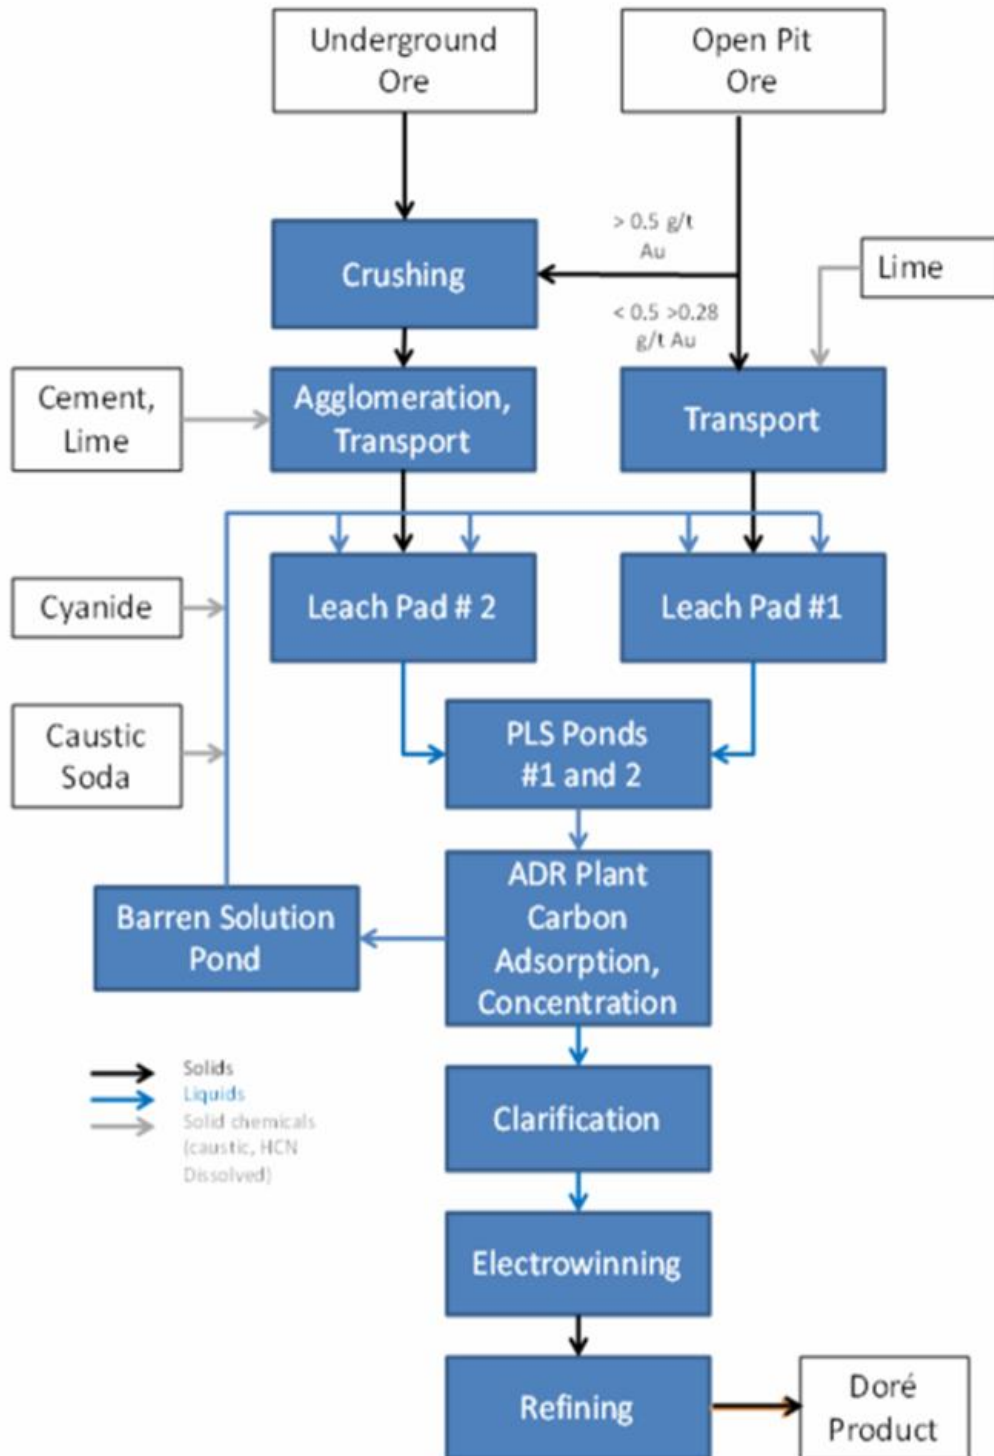 Underground
Ore
Open Pit
Ore
> 0.5 g/t
Au
Crushing
Lime
< 0.5 >0.28
g/t Au
Cement,
Lime
Agglomeration,
Transport
Transport
Cyanide
Leach Pad # 2
Leach Pad #1
Caustic
Soda
PLS Ponds
#1 and 2
ADR Plant
Carbon
Adsorption,
Concentration
Barren Solution
Pond
Solids
Liquids
Solid chemicals
(caustic, HCN
Dissolved)
Clarification
Electrowinning
Refining
Doré
Product